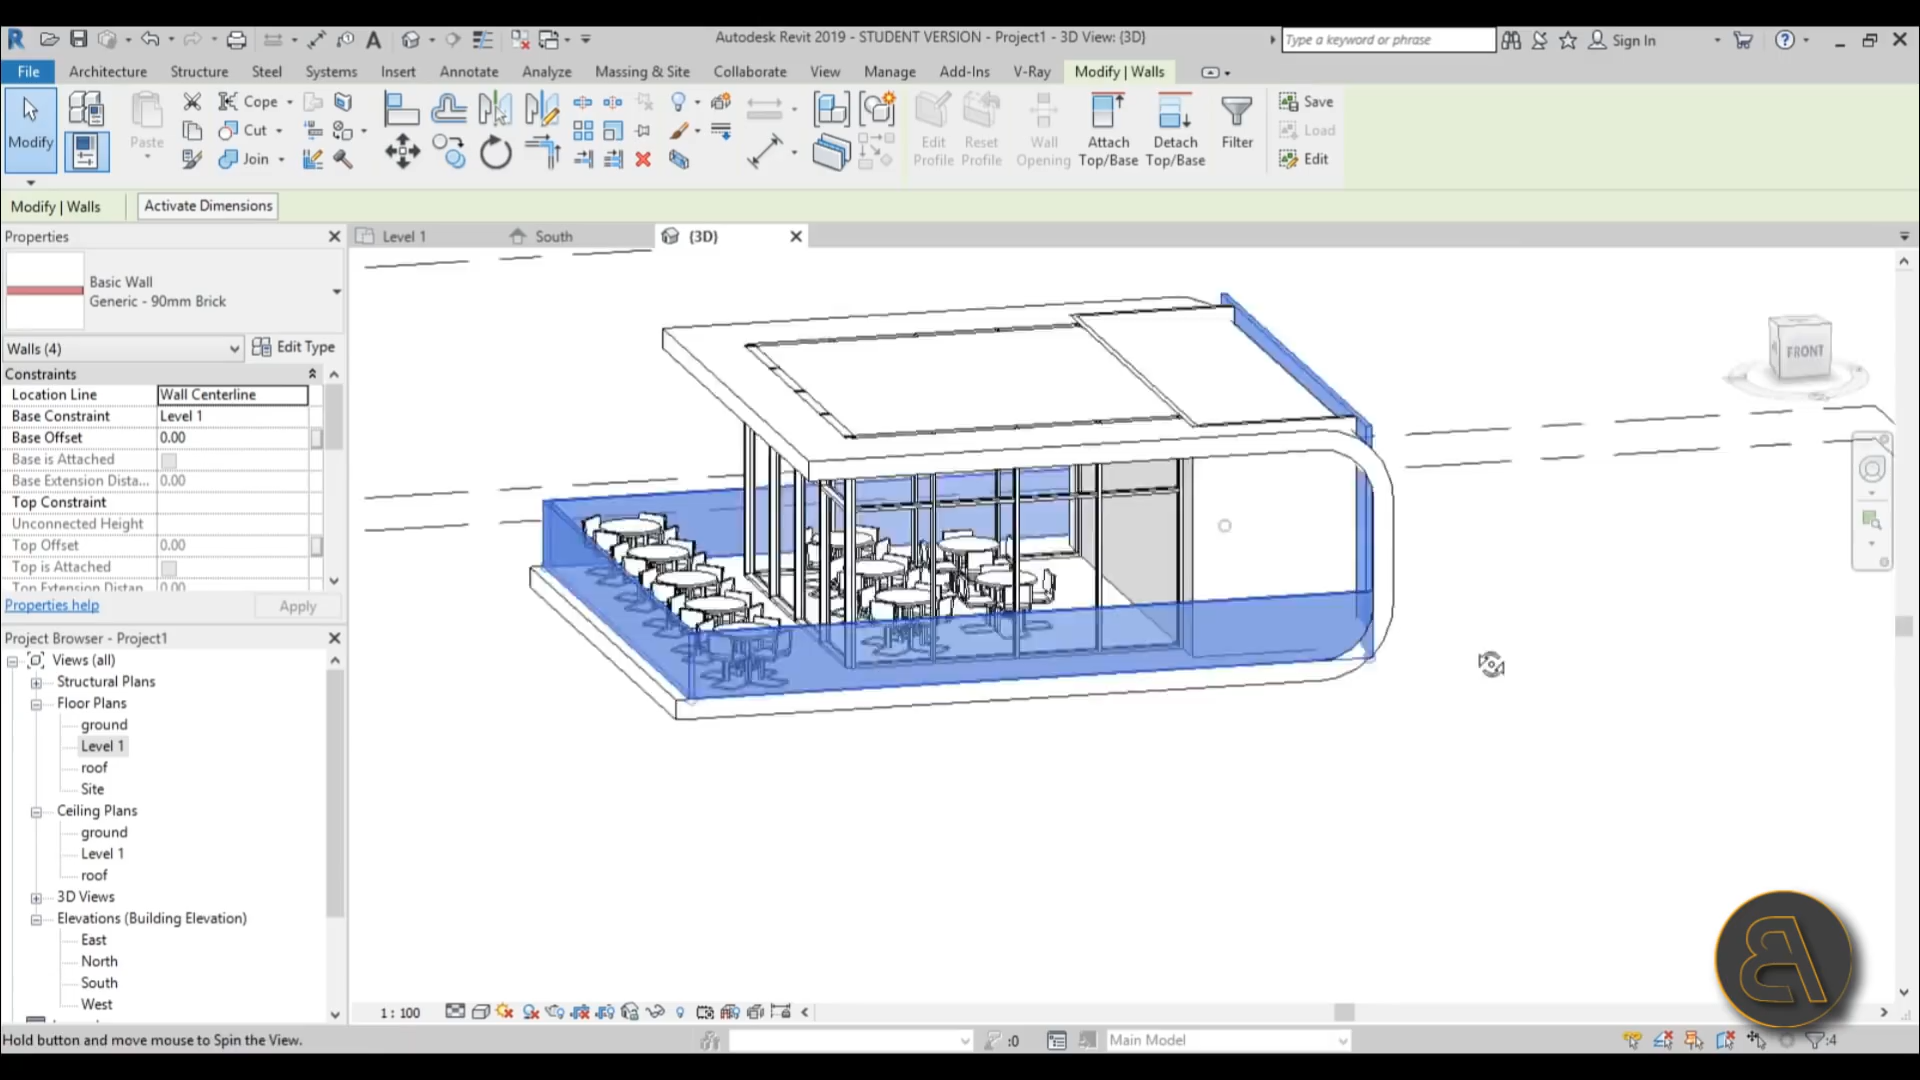 Autodesk Revit 2019 - STUDENT VERSION - Project1 - 3D View: {3D}
Type a keyword or phrase
Sign In
File Architecture Structure Steel Systems Insert Annotate Analyze Massing & Site Collaborate View Manage Add-Ins V-Ray Modify | Walls
Modify
Paste
Cope
Cut
Join
Edit Profile
Reset Profile
Wall Opening
Attach Top/Base
Detach Top/Base
Filter
Save
Load
Edit
Modify | Walls
Activate Dimensions
Properties
Level 1
South
{3D}
Basic Wall
Generic - 90mm Brick
Walls (4)
Edit Type
Constraints
Location Line Wall Centerline
Base Constraint Level 1
Base Offset 0.00
Base is Attached
Base Extension Dista... 0.00
Top Constraint
Unconnected Height
Top Offset 0.00
Top is Attached
Top Extension Distan 0.00
Properties help
Apply
FRONT
Project Browser - Project1
Views (all)
Structural Plans
Floor Plans
ground
Level 1
roof
Site
Ceiling Plans
ground
Level 1
roof
3D Views
Elevations (Building Elevation)
East
North
South
West
1 : 100
Hold button and move mouse to Spin the View.
:0
Main Model
:4